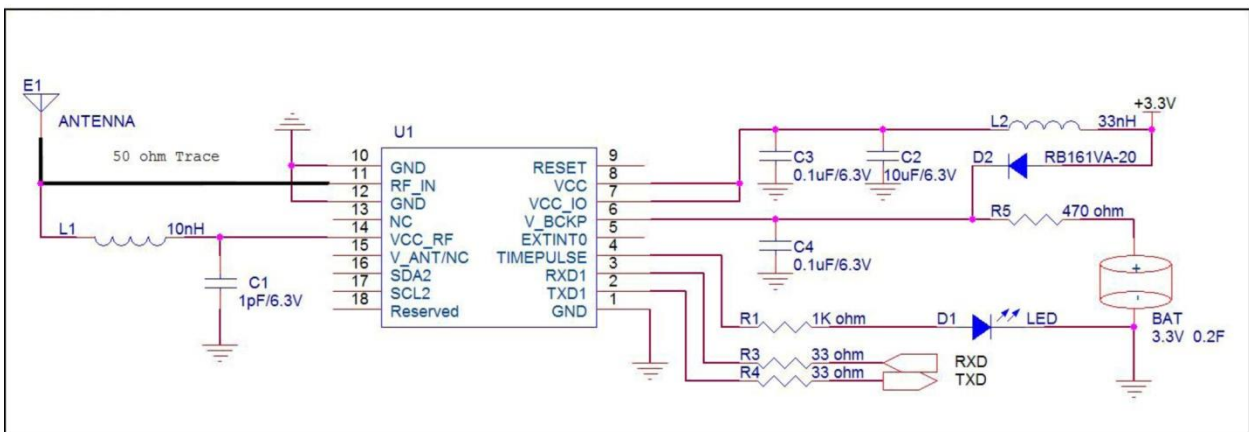 E1
ANTENNA
50 ohm Trace
U1
10 GND RESET 9
11 RF_IN VCC 8
12 GND VCC_IO 7
13 NC V_BCKP 6
14 VCC_RF EXTINT0 5
15 V_ANT/NC TIMEPULSE 4
16 SDA2 RXD1 3
17 SCL2 TXD1 2
18 Reserved GND 1
L1 10nH
C1
1pF/6.3V
+3.3V
L2 33nH
C3
0.1uF/6.3V
C2
10uF/6.3V
D2 RB161VA-20
R5 470 ohm
C4
0.1uF/6.3V
+
-
BAT
3.3V 0.2F
R1 1K ohm D1 LED
R3 33 ohm RXD
R4 33 ohm TXD